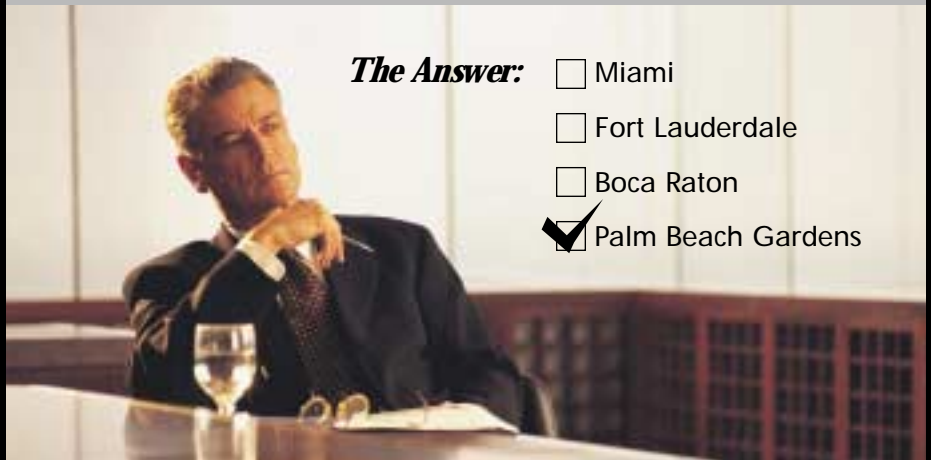 The Answer:
Miami
Fort Lauderdale
Boca Raton
Palm Beach Gardens